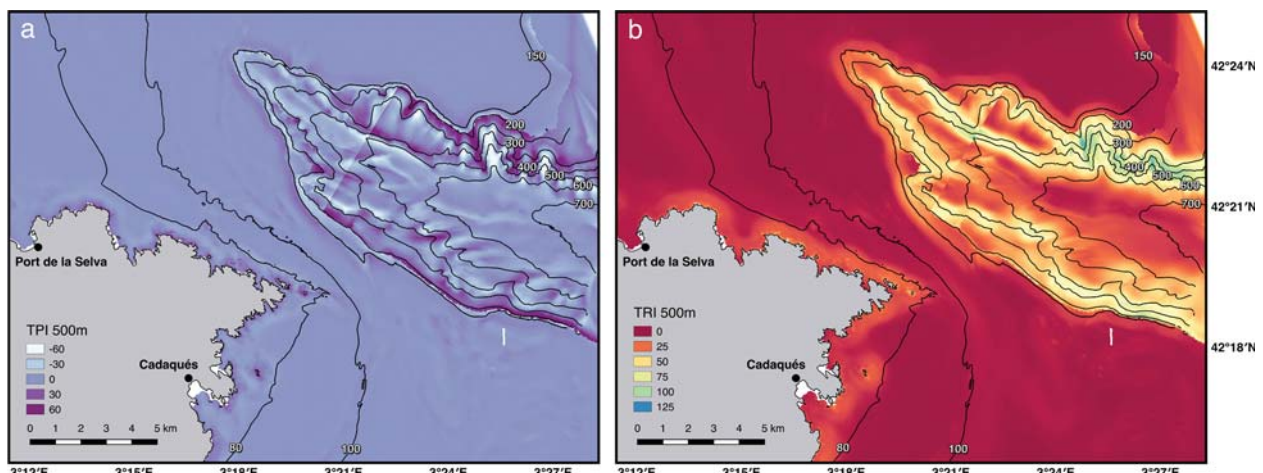 a
150
200
300
400
500
600
700
Port de la Selva
TPI 500m
-60
-30
0
30
60
Cadaqués
0 1 2 3 4 5 km
80
100
3°12'E 3°15'E 3°18'E 3°21'E 3°24'E 3°27'E
b
150
200
300
400
500
600
700
Port de la Selva
TRI 500m
0
25
50
75
100
125
Cadaqués
0 1 2 3 4 5 km
80
100
42°24'N
42°21'N
42°18'N
3°12'E 3°15'E 3°18'E 3°21'E 3°24'E 3°27'E